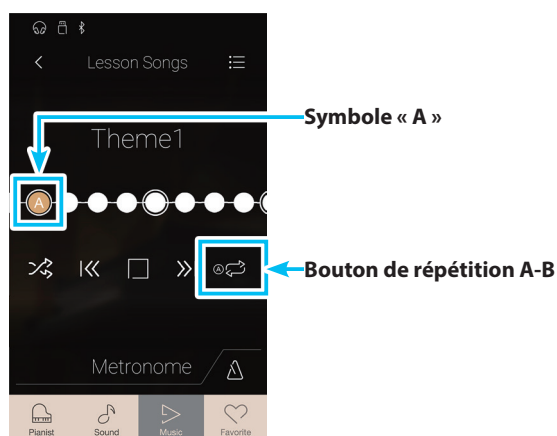 Lesson Songs
Symbole « A »
Theme1
A
A
Bouton de répétition A-B
Metronome
Pianist
Sound
Music
Favorite